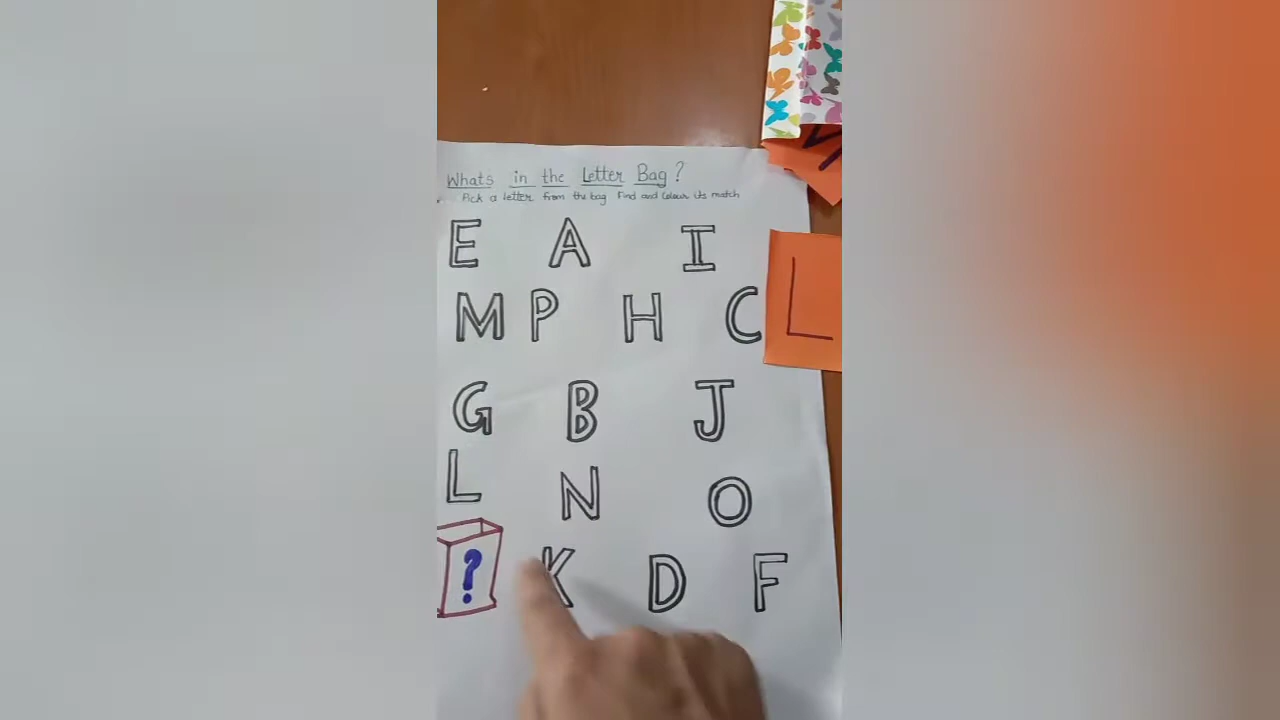 Whats in the Letter Bag?
Pick a letter from the bag Find and Colour its match
E A I
M P H C
L
G B J
L N O
? K D F